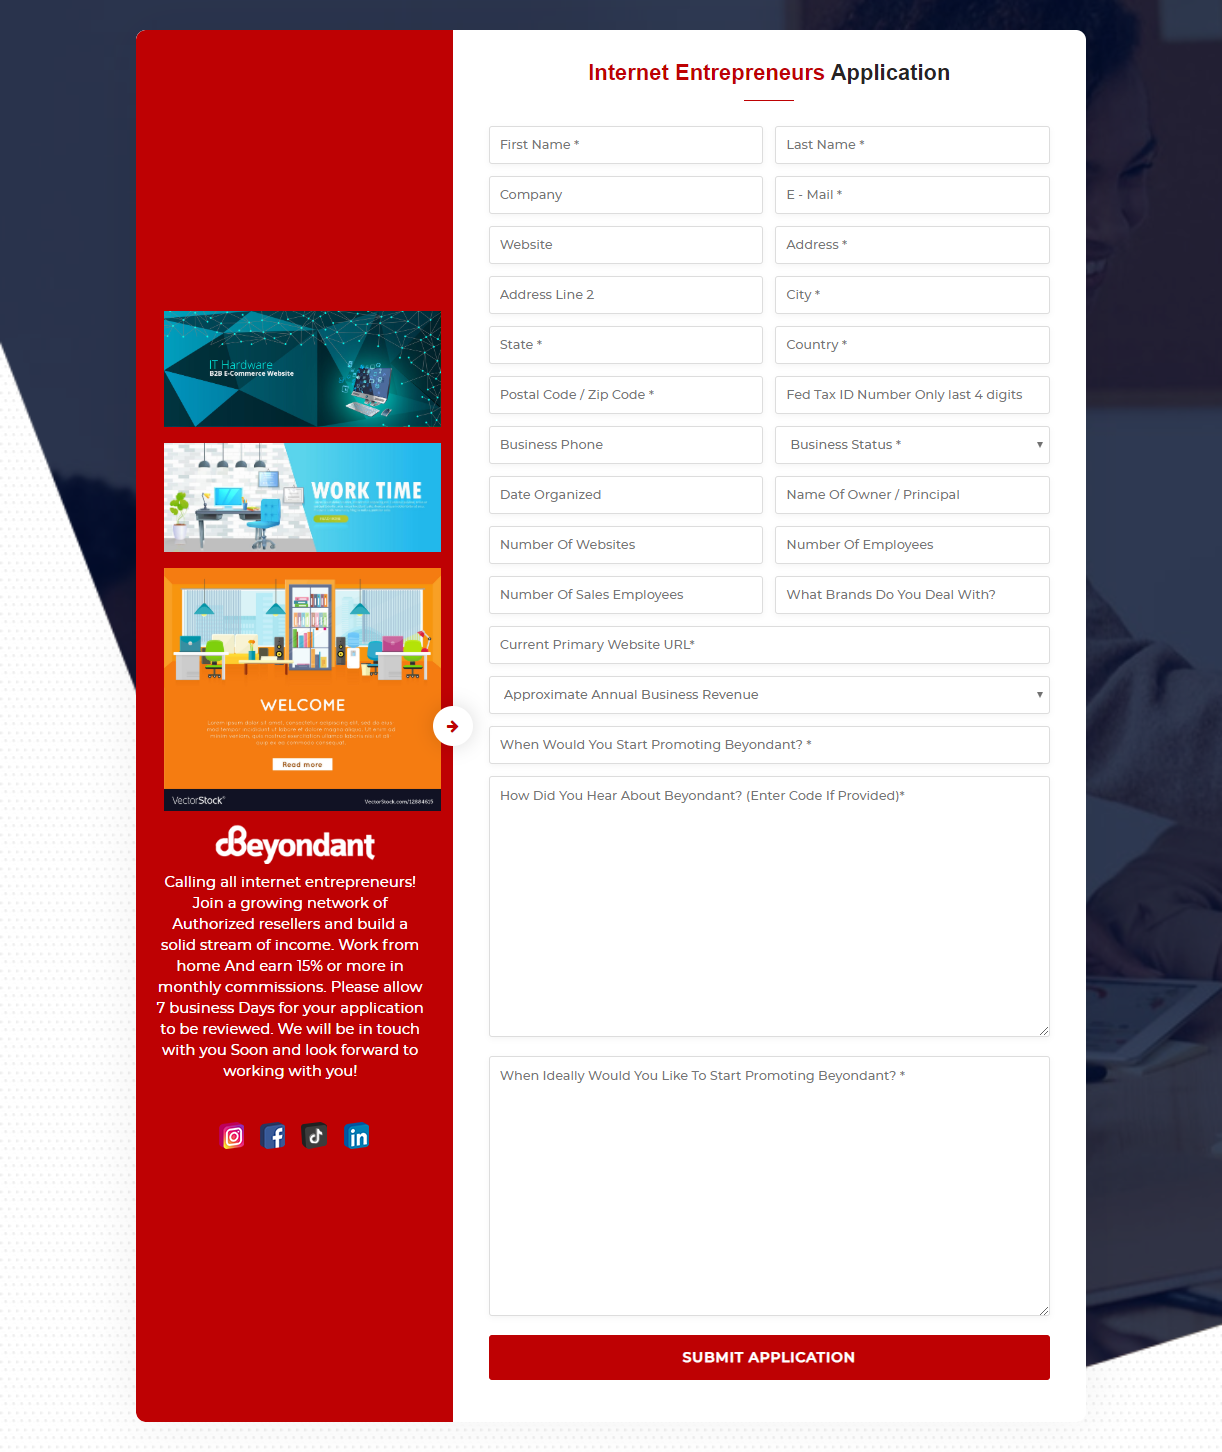 IT Hardware
B2B E-Commerce Website
WORK TIME
WELCOME
Read more
VectorStock®
VectorStock.com/12884615
Beyondant
Calling all internet entrepreneurs!
Join a growing network of
Authorized resellers and build a
solid stream of income. Work from
home And earn 15% or more in
monthly commissions. Please allow
7 business Days for your application
to be reviewed. We will be in touch
with you Soon and look forward to
working with you!
Internet Entrepreneurs Application
First Name *
Last Name *
Company
E - Mail *
Website
Address *
Address Line 2
City *
State *
Country *
Postal Code / Zip Code *
Fed Tax ID Number Only last 4 digits
Business Phone
Business Status *
Date Organized
Name Of Owner / Principal
Number Of Websites
Number Of Employees
Number Of Sales Employees
What Brands Do You Deal With?
Current Primary Website URL*
Approximate Annual Business Revenue
When Would You Start Promoting Beyondant? *
How Did You Hear About Beyondant? (Enter Code If Provided)*
When Ideally Would You Like To Start Promoting Beyondant? *
SUBMIT APPLICATION